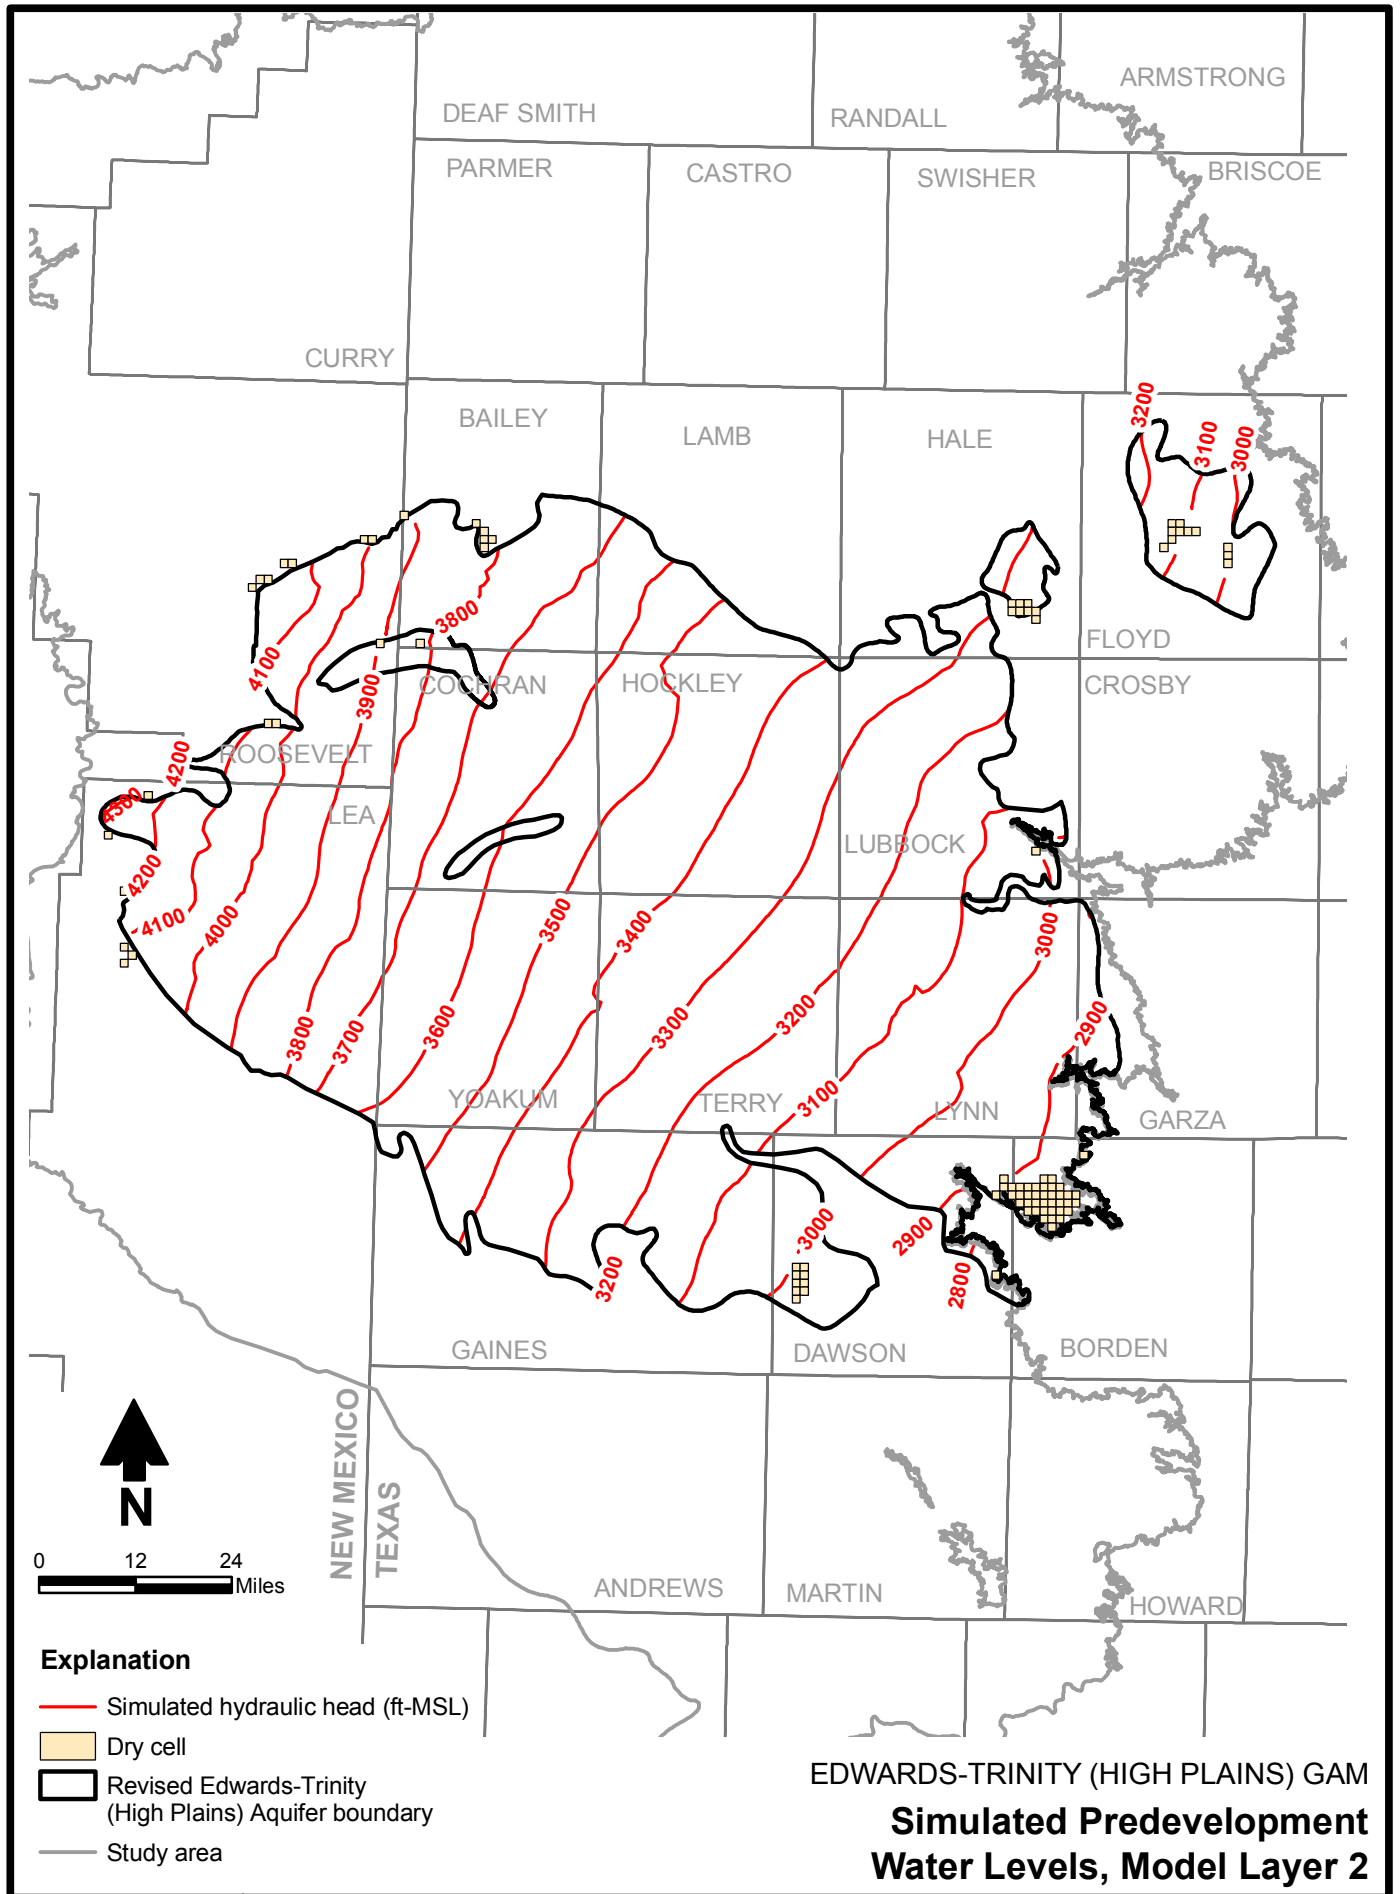 ARMSTRONG
DEAF SMITH
RANDALL
PARMER
CASTRO
SWISHER
BRISCOE
CURRY
BAILEY
LAMB
HALE
3200
3100
3000
3800
4100
FLOYD
3900
COCHRAN
HOCKLEY
CROSBY
ROOSEVELT
4200
4300
LEA
LUBBOCK
4200
4100
4000
3500
3400
3000
3800
3700
3600
3300
3200
2900
YOAKUM
TERRY
3100
LYNN
GARZA
3000
2900
3200
2800
GAINES
DAWSON
BORDEN
NEW MEXICO
TEXAS
N
0 12 24
Miles
ANDREWS
MARTIN
HOWARD
Explanation
Simulated hydraulic head (ft-MSL)
Dry cell
Revised Edwards-Trinity
(High Plains) Aquifer boundary
Study area
EDWARDS-TRINITY (HIGH PLAINS) GAM
Simulated Predevelopment
Water Levels, Model Layer 2